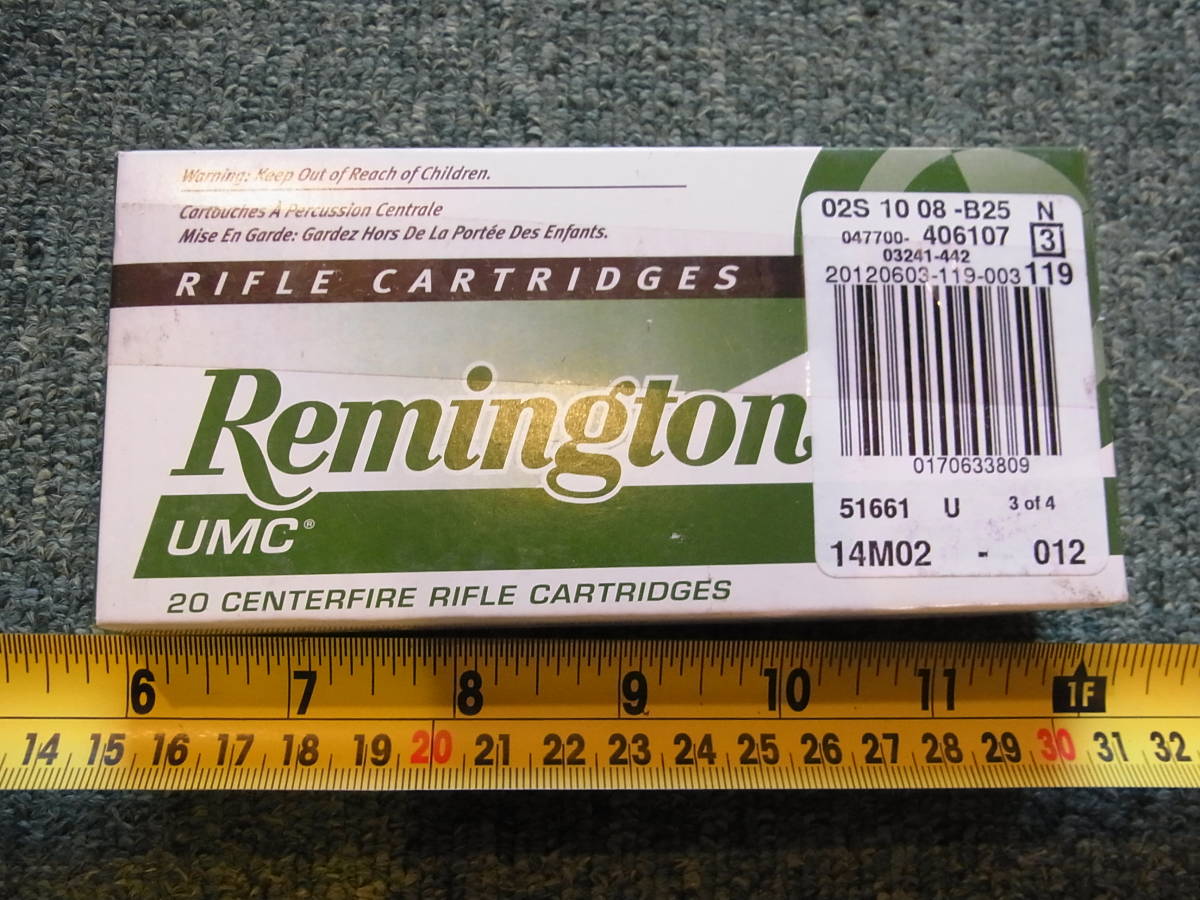 Warning: Keep Out of Reach of Children.
Cartouches À Percussion Centrale
Mise En Garde: Gardez Hors De La Portée Des Enfants.
RIFLE CARTRIDGES
Remington
UMC®
20 CENTERFIRE RIFLE CARTRIDGES
02S 10 08 -B25 N
047700- 406107 3
03241-442
20120603-119-003 119
0170633809
51661 U 3 of 4
14M02 - 012
6 7 8 9 10 11 1F
14 15 16 17 18 19 20 21 22 23 24 25 26 27 28 29 30 31 32